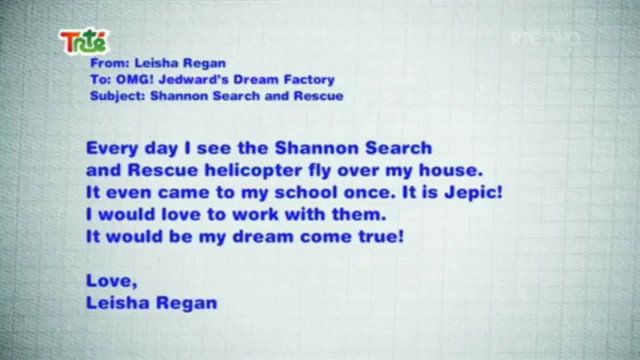 TRTÉ
RTÉ TWO
From: Leisha Regan
To: OMG! Jedward's Dream Factory
Subject: Shannon Search and Rescue
Every day I see the Shannon Search
and Rescue helicopter fly over my house.
It even came to my school once. It is Jepic!
I would love to work with them.
It would be my dream come true!
Love,
Leisha Regan